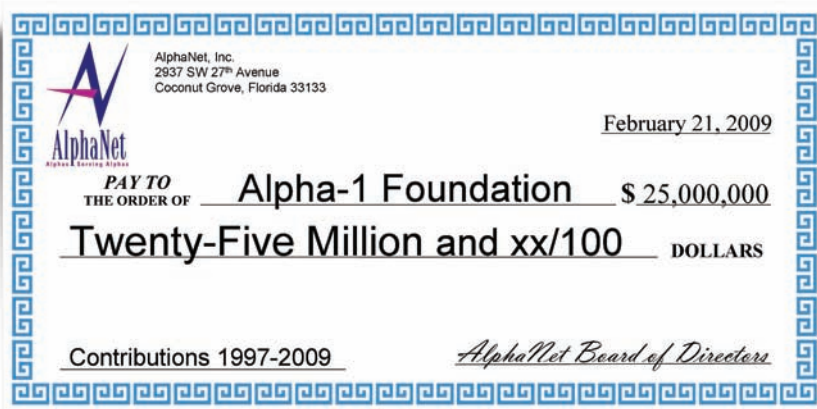 AlphaNet, Inc.
2937 SW 27th Avenue
Coconut Grove, Florida 33133
AlphaNet
Alphas Serving Alphas
February 21, 2009
PAY TO
THE ORDER OF Alpha-1 Foundation $ 25,000,000
Twenty-Five Million and xx/100 DOLLARS
Contributions 1997-2009 AlphaNet Board of Directors